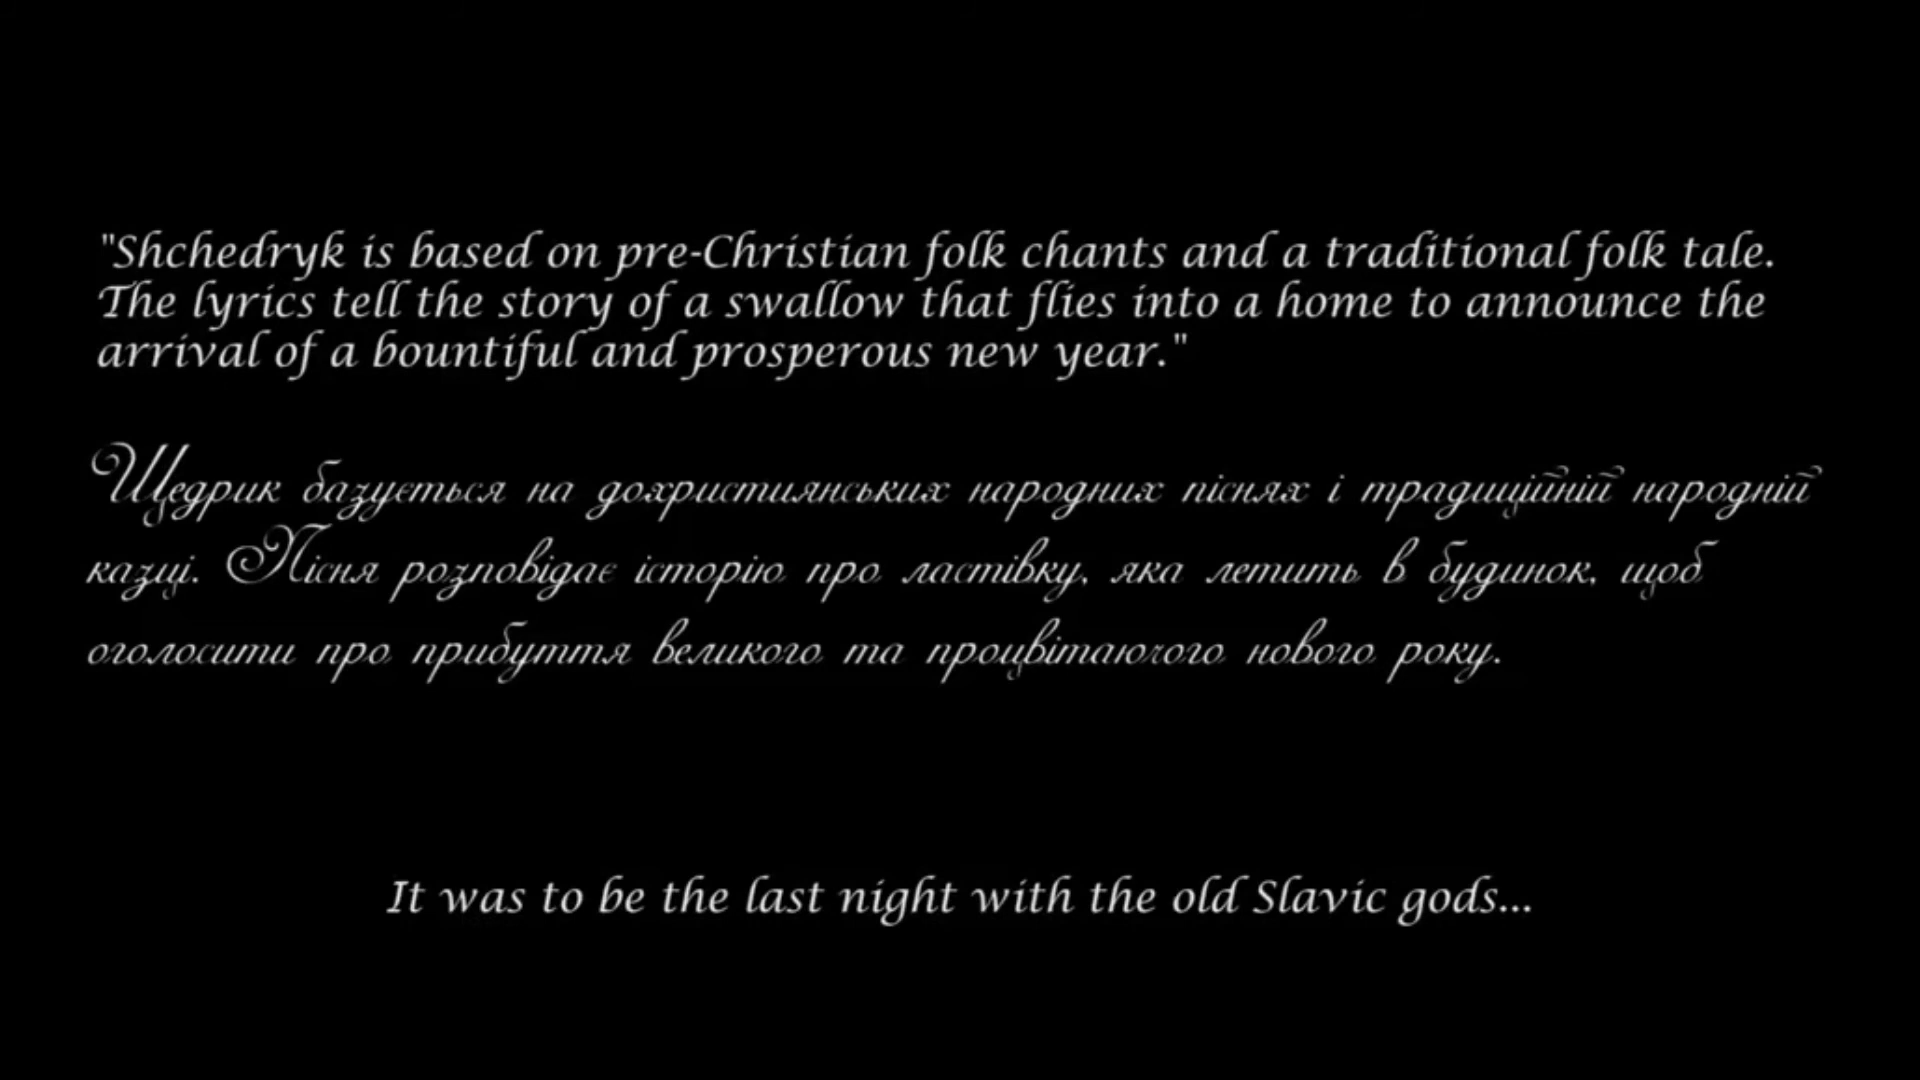 "Shchedryk is based on pre-Christian folk chants and a traditional folk tale.
The lyrics tell the story of a swallow that flies into a home to announce the
arrival of a bountiful and prosperous new year."
Щедрик базується на дохристиянських народних піснях і традиційній народній
казці. Пісня розповідає історію про ластівку, яка летить в будинок, щоб
оголосити про прибуття великого та процвітаючого нового року.
It was to be the last night with the old Slavic gods...